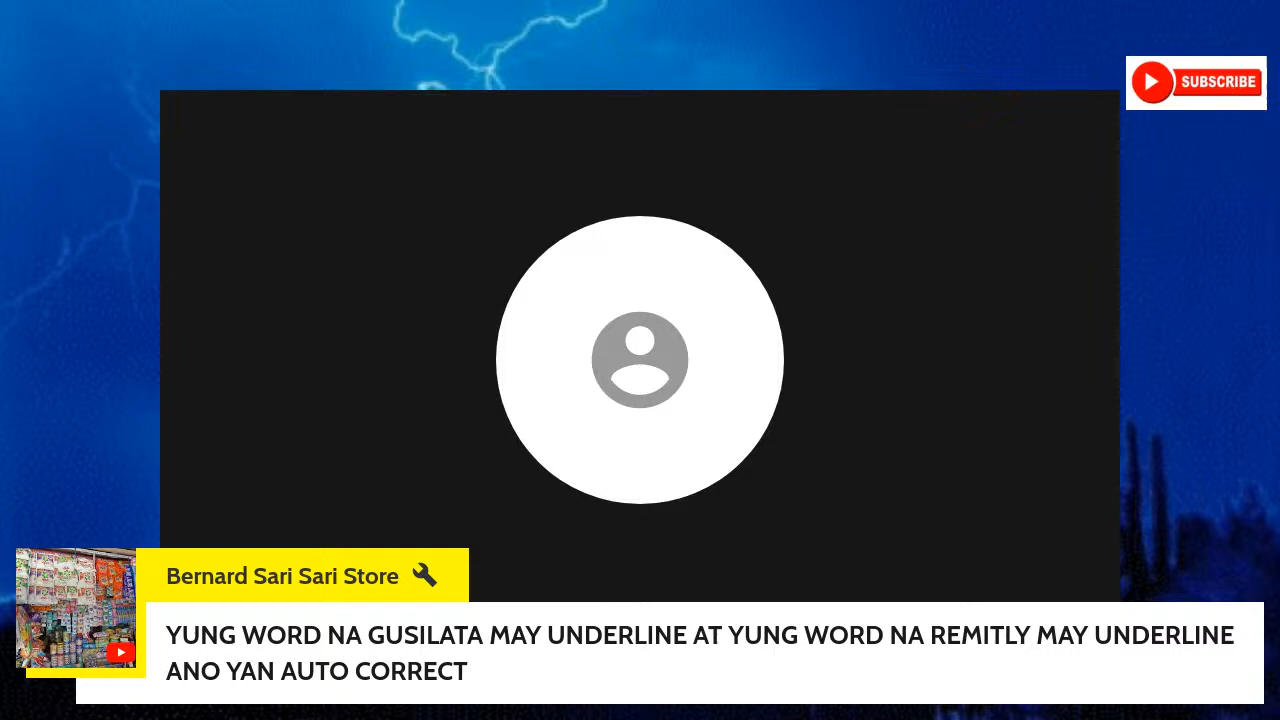 SUBSCRIBE
Bernard Sari Sari Store
YUNG WORD NA GUSILATA MAY UNDERLINE AT YUNG WORD NA REMITLY MAY UNDERLINE
ANO YAN AUTO CORRECT